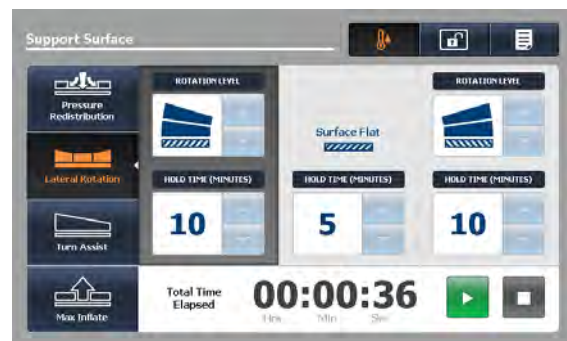 Support Surface
Pressure
Redistribution
Lateral Rotation
Turn Assist
Max Inflate
ROTATION LEVEL
ROTATION LEVEL
Surface Flat
HOLD TIME (MINUTES)
HOLD TIME (MINUTES)
HOLD TIME (MINUTES)
10
5
10
Total Time
Elapsed
00:00:36
Hrs Min Sec